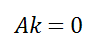 Ak = 0